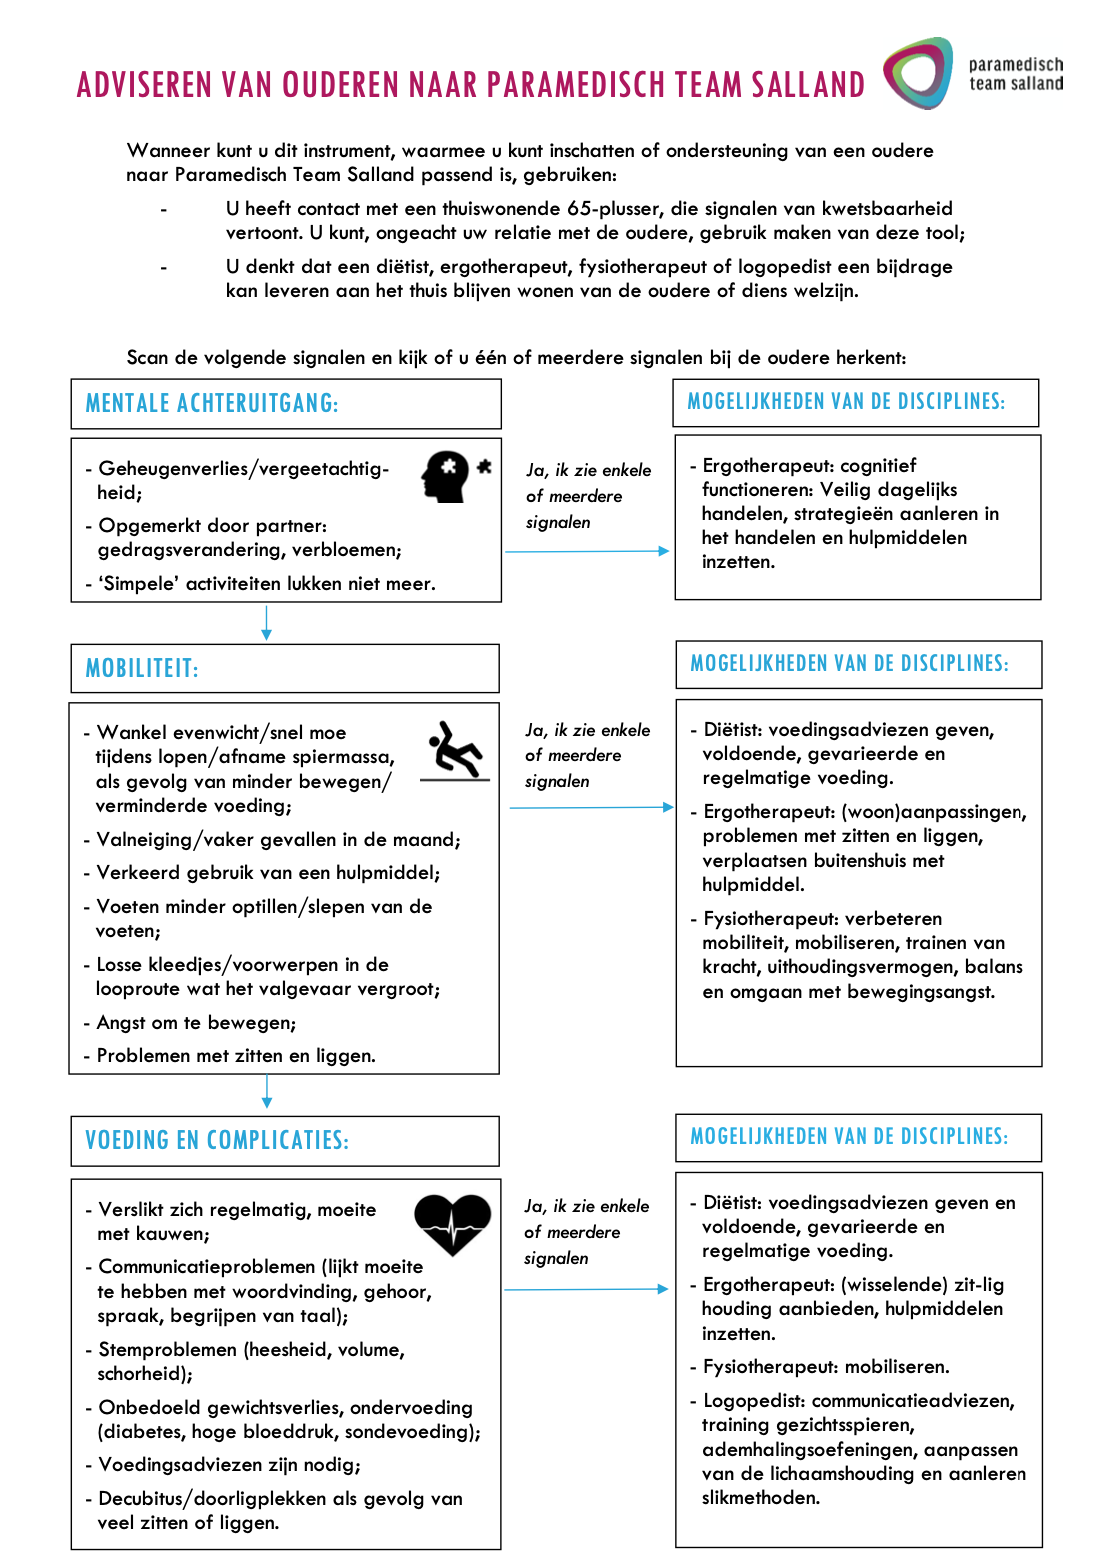 ADVISEREN VAN OUDEREN NAAR PARAMEDISCH TEAM SALLAND
paramedisch
team salland
Wanneer kunt u dit instrument, waarmee u kunt inschatten of ondersteuning van een oudere
naar Paramedisch Team Salland passend is, gebruiken:
- U heeft contact met een thuiswonende 65-plusser, die signalen van kwetsbaarheid
vertoont. U kunt, ongeacht uw relatie met de oudere, gebruik maken van deze tool;
- U denkt dat een diëtist, ergotherapeut, fysiotherapeut of logopedist een bijdrage
kan leveren aan het thuis blijven wonen van de oudere of diens welzijn.
Scan de volgende signalen en kijk of u één of meerdere signalen bij de oudere herkent:
MENTALE ACHTERUITGANG:
- Geheugenverlies/vergeetachtig-
heid;
- Opgemerkt door partner:
gedragsverandering, verbloemen;
- ‘Simpele’ activiteiten lukken niet meer.
Ja, ik zie enkele
of meerdere
signalen
MOGELIJKHEDEN VAN DE DISCIPLINES:
- Ergotherapeut: cognitief
functioneren: Veilig dagelijks
handelen, strategieën aanleren in
het handelen en hulpmiddelen
inzetten.
MOBILITEIT:
- Wankel evenwicht/snel moe
tijdens lopen/afname spiermassa,
als gevolg van minder bewegen/
verminderde voeding;
- Valneiging/vaker gevallen in de maand;
- Verkeerd gebruik van een hulpmiddel;
- Voeten minder optillen/slepen van de
voeten;
- Losse kleedjes/voorwerpen in de
looproute wat het valgevaar vergroot;
- Angst om te bewegen;
- Problemen met zitten en liggen.
Ja, ik zie enkele
of meerdere
signalen
MOGELIJKHEDEN VAN DE DISCIPLINES:
- Diëtist: voedingsadviezen geven,
voldoende, gevarieerde en
regelmatige voeding.
- Ergotherapeut: (woon)aanpassingen,
problemen met zitten en liggen,
verplaatsen buitenshuis met
hulpmiddel.
- Fysiotherapeut: verbeteren
mobiliteit, mobiliseren, trainen van
kracht, uithoudingsvermogen, balans
en omgaan met bewegingsangst.
VOEDING EN COMPLICATIES:
- Verslikt zich regelmatig, moeite
met kauwen;
- Communicatieproblemen (lijkt moeite
te hebben met woordvinding, gehoor,
spraak, begrijpen van taal);
- Stemproblemen (heesheid, volume,
schorheid);
- Onbedoeld gewichtsverlies, ondervoeding
(diabetes, hoge bloeddruk, sondevoeding);
- Voedingsadviezen zijn nodig;
- Decubitus/doorligplekken als gevolg van
veel zitten of liggen.
Ja, ik zie enkele
of meerdere
signalen
MOGELIJKHEDEN VAN DE DISCIPLINES:
- Diëtist: voedingsadviezen geven en
voldoende, gevarieerde en
regelmatige voeding.
- Ergotherapeut: (wisselende) zit-lig
houding aanbieden, hulpmiddelen
inzetten.
- Fysiotherapeut: mobiliseren.
- Logopedist: communicatieadviezen,
training gezichtsspieren,
ademhalingsoefeningen, aanpassen
van de lichaamshouding en aanleren
slikmethoden.